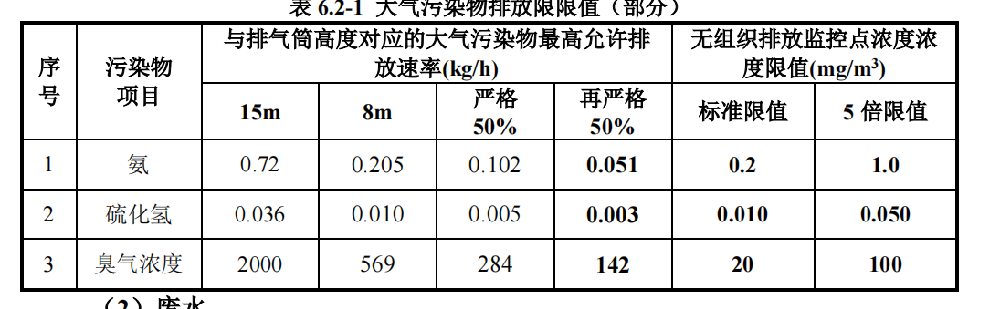 表 6.2-1 大气污染物排放限限值（部分）
序号 污染物项目 与排气筒高度对应的大气污染物最高允许排放速率(kg/h) 无组织排放监控点浓度浓度限值(mg/m³)
15m 8m 严格50% 再严格50% 标准限值 5 倍限值
1 氨 0.72 0.205 0.102 0.051 0.2 1.0
2 硫化氢 0.036 0.010 0.005 0.003 0.010 0.050
3 臭气浓度 2000 569 284 142 20 100
（2）废水